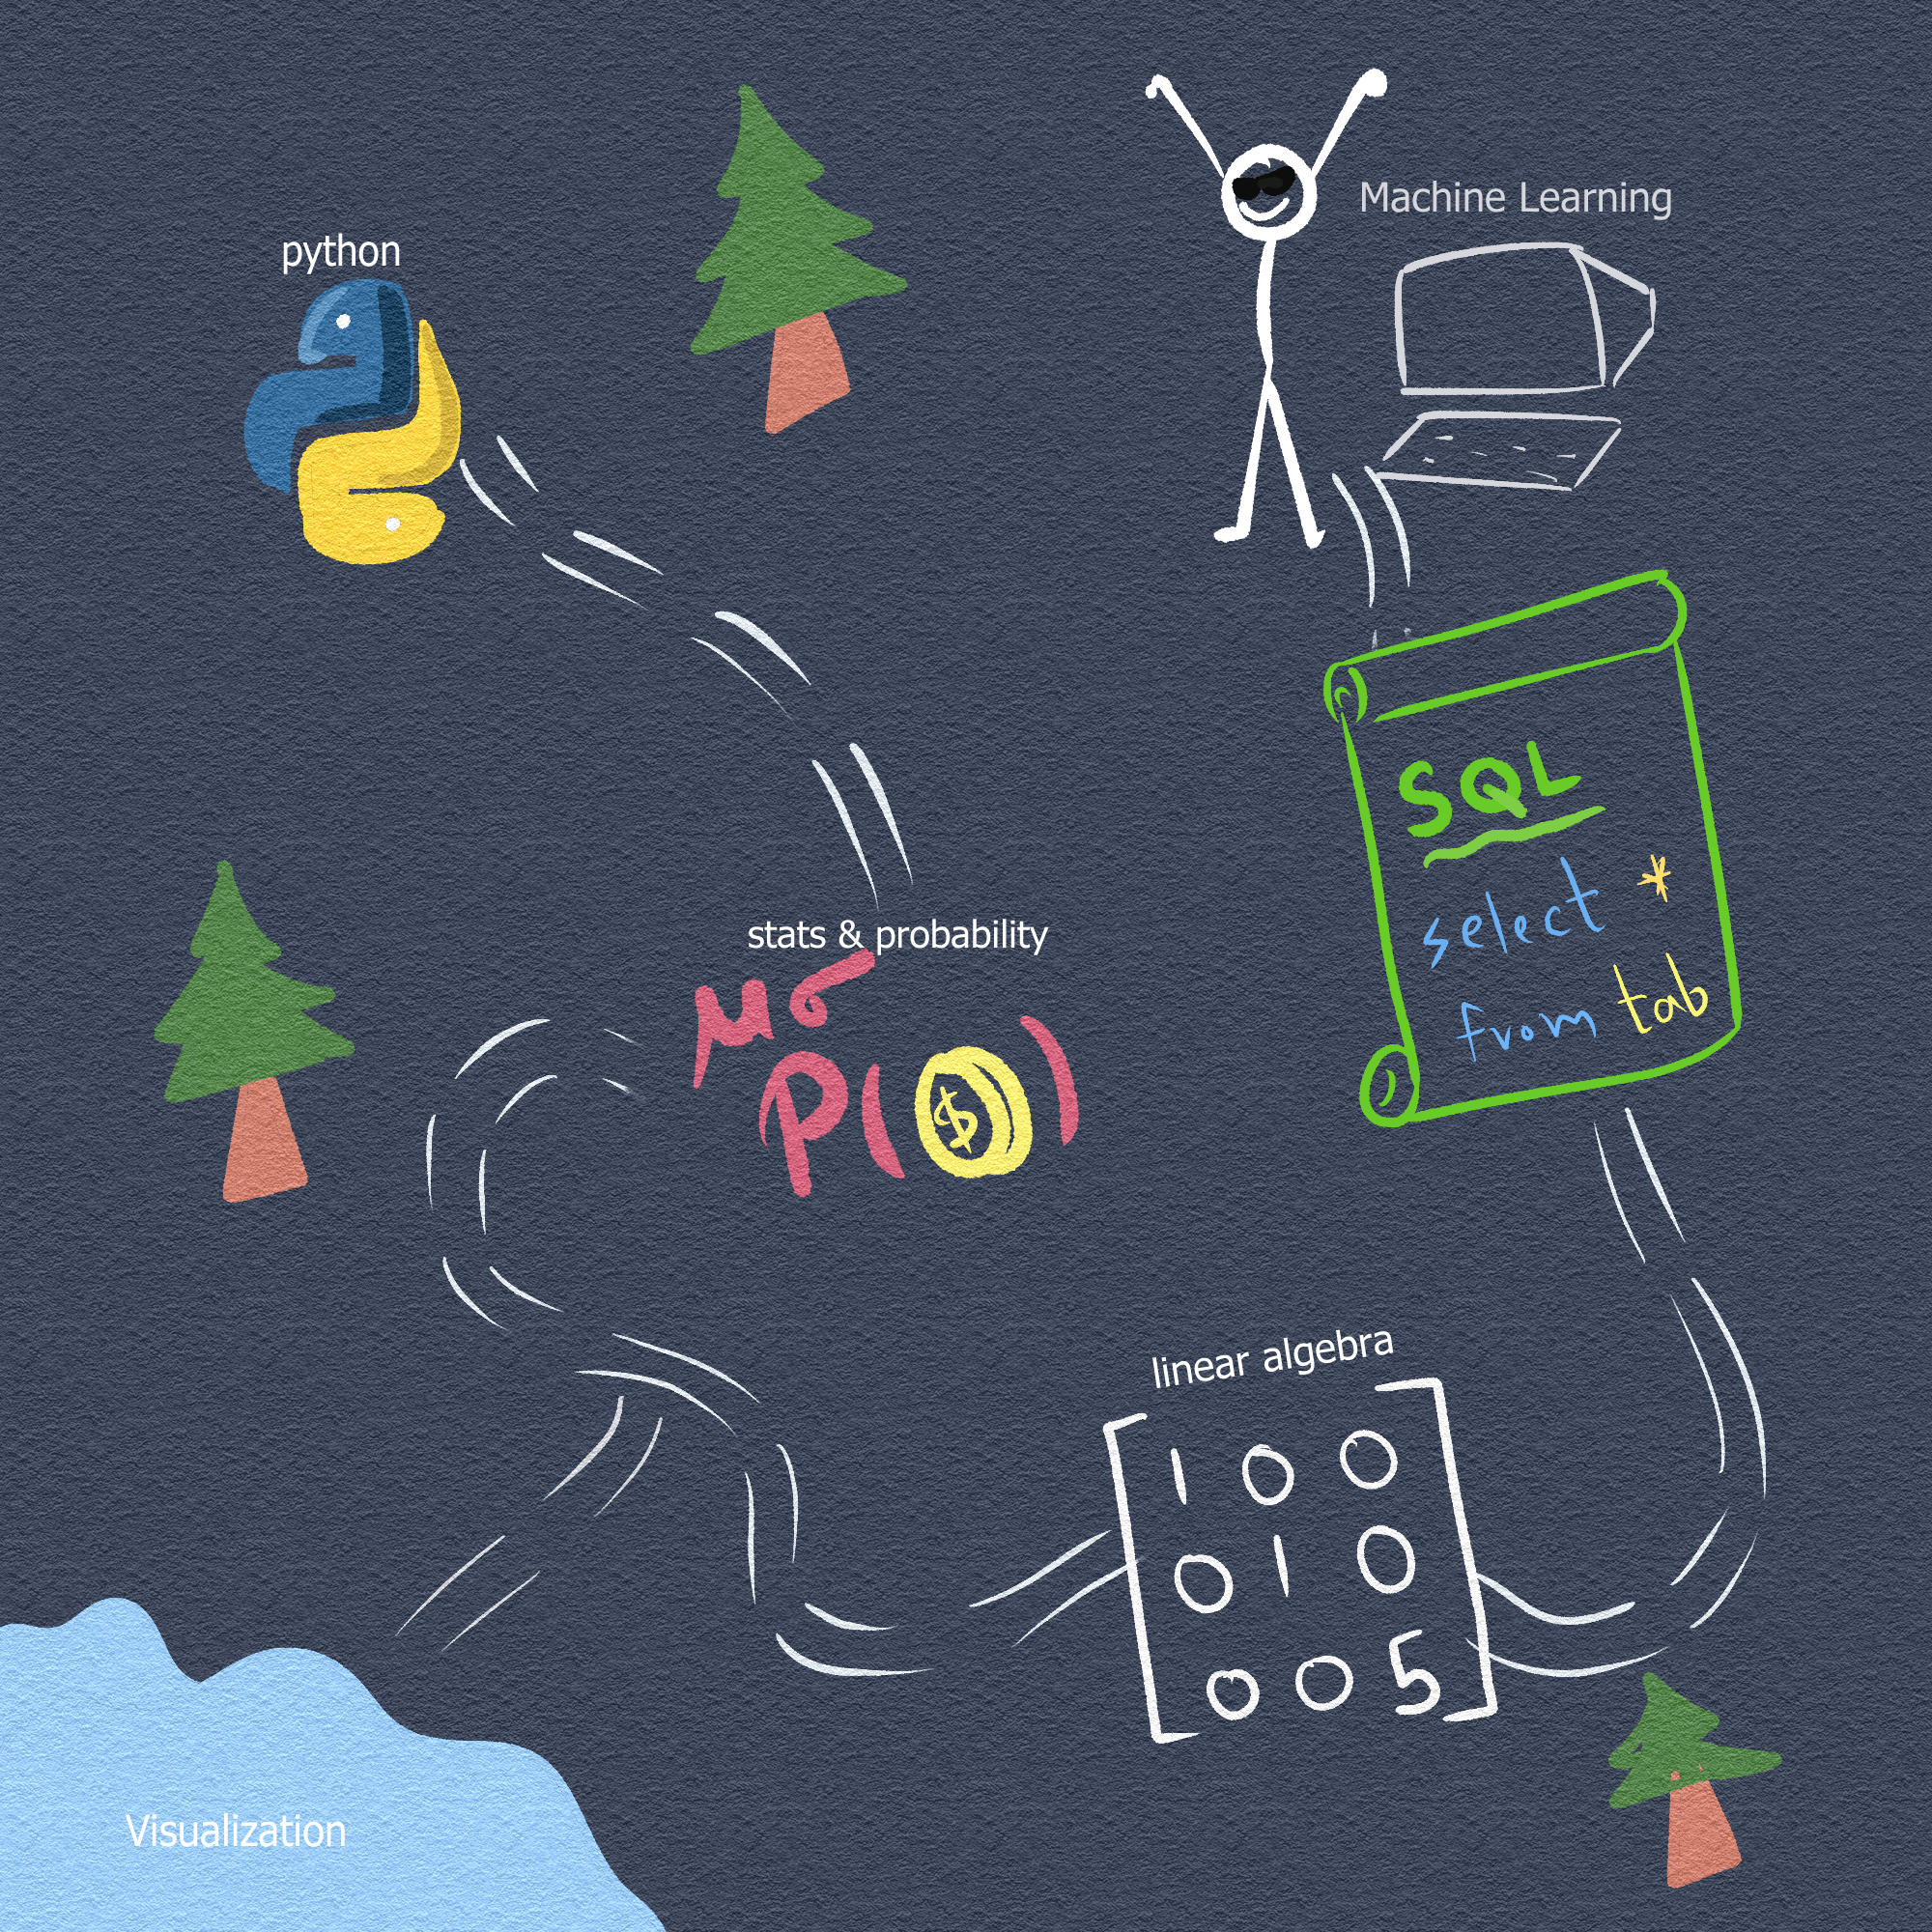 Machine Learning
python
SQL
select *
from tab
stats & probability
μσ
P($)
linear algebra
1 0 0
0 1 0
0 0 5
Visualization